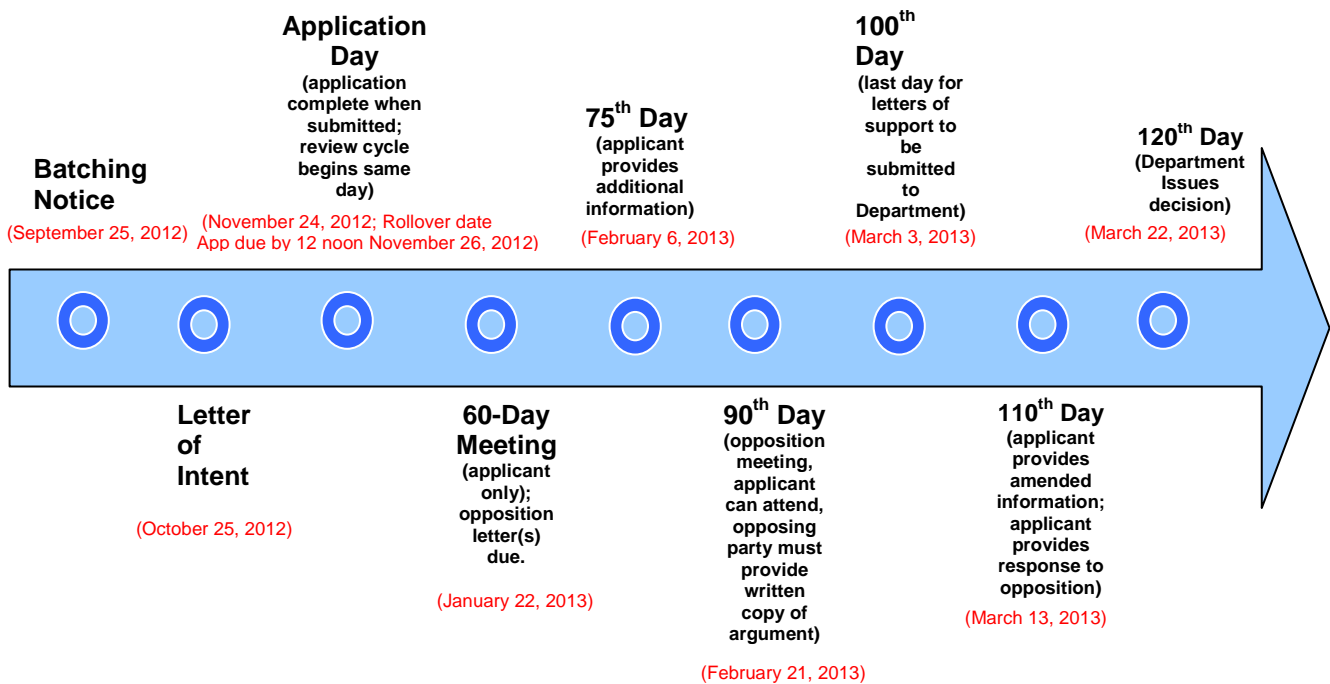 Batching
Notice
(September 25, 2012)
Letter
of
Intent
(October 25, 2012)
Application
Day
(application
complete when
submitted;
review cycle
begins same
day)
(November 24, 2012; Rollover date
App due by 12 noon November 26, 2012)
60-Day
Meeting
(applicant
only);
opposition
letter(s)
due.
(January 22, 2013)
75th Day
(applicant
provides
additional
information)
(February 6, 2013)
90th Day
(opposition
meeting,
applicant
can attend,
opposing
party must
provide
written
copy of
argument)
(February 21, 2013)
100th
Day
(last day for
letters of
support to
be
submitted
to
Department)
(March 3, 2013)
110th Day
(applicant
provides
amended
information;
applicant
provides
response to
opposition)
(March 13, 2013)
120th Day
(Department
Issues
decision)
(March 22, 2013)